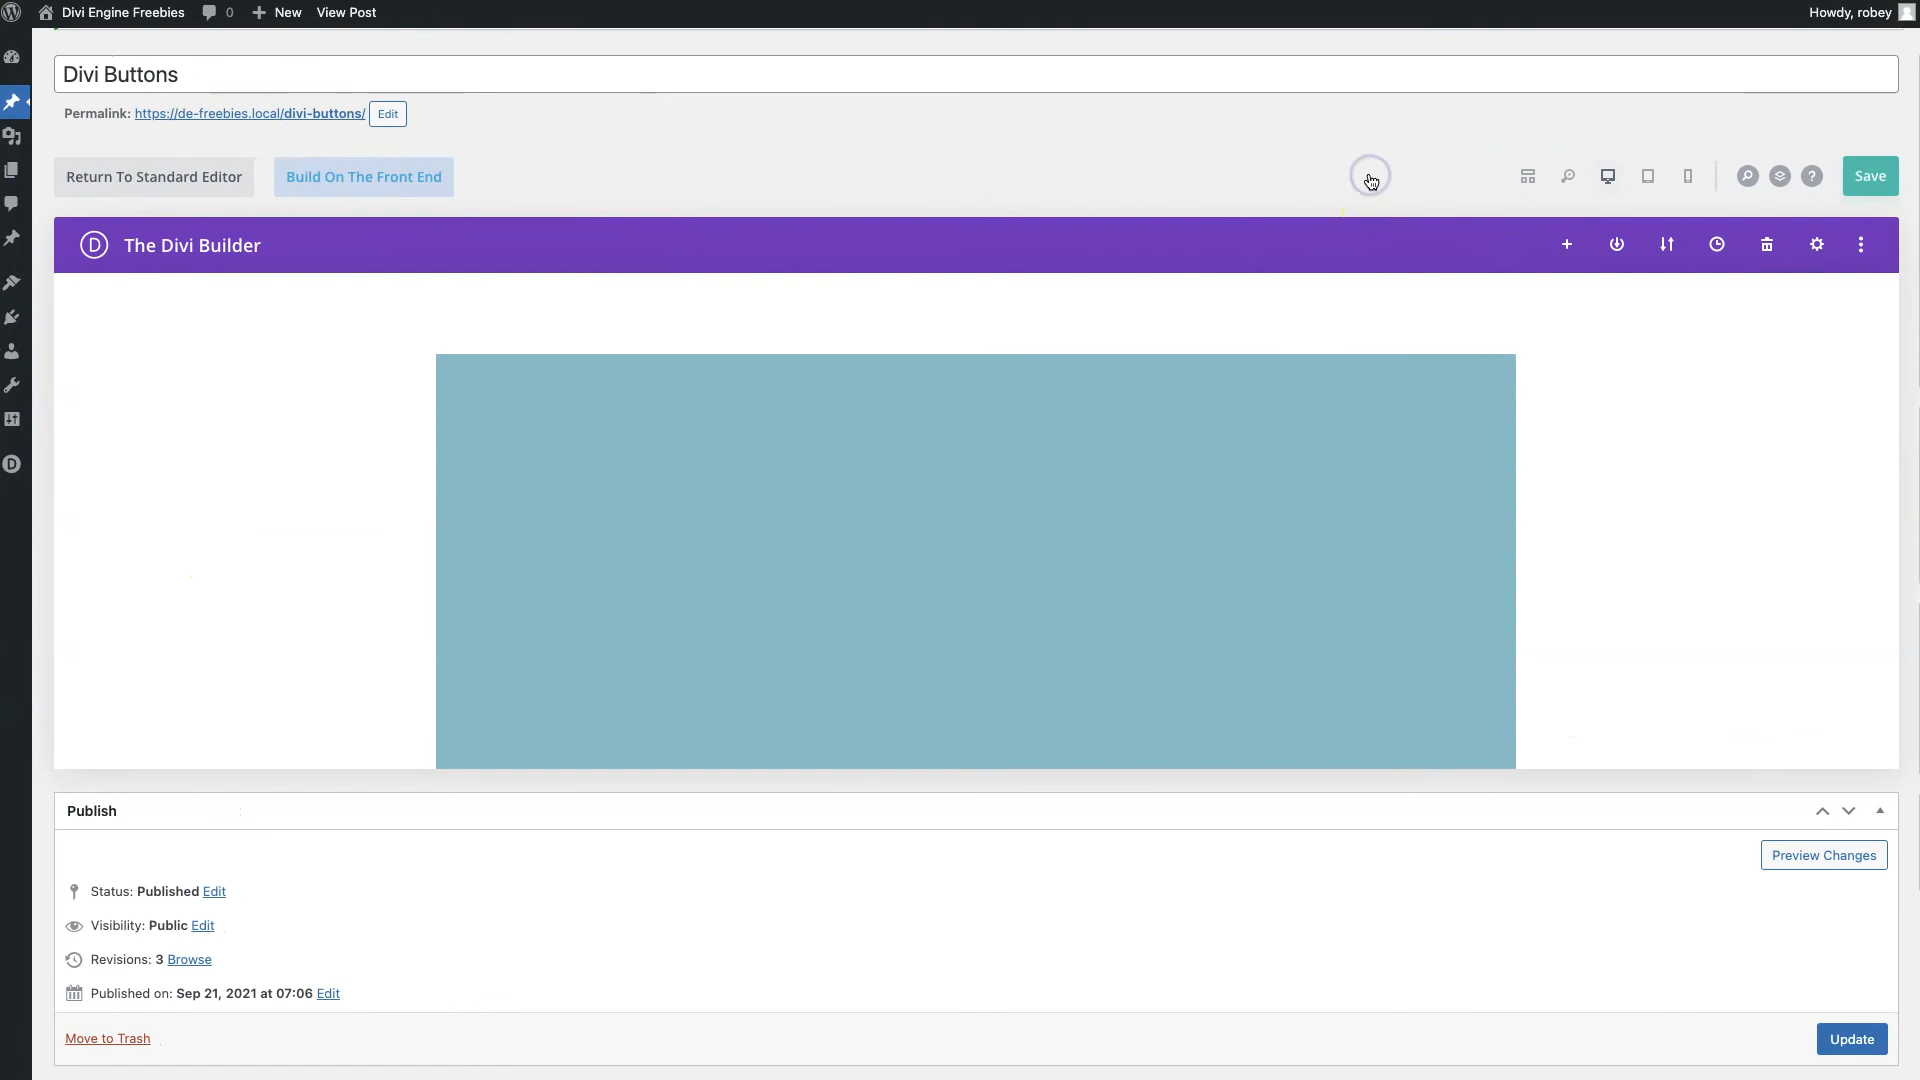 Divi Engine Freebies 0 New View Post Howdy, robey
Divi Buttons
Permalink: https://de-freebies.local/divi-buttons/ Edit
Return To Standard Editor Build On The Front End ? Save
D The Divi Builder
D
Publish
Preview Changes
Status: Published Edit
Visibility: Public Edit
Revisions: 3 Browse
Published on: Sep 21, 2021 at 07:06 Edit
Move to Trash Update